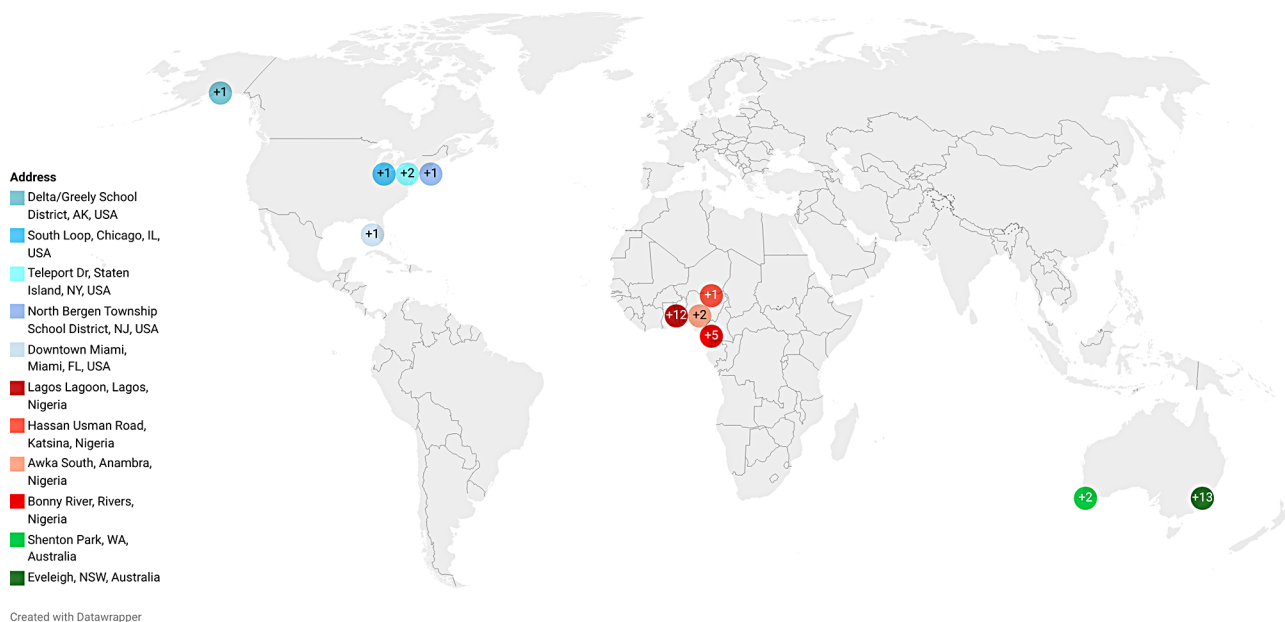 +1
+1
+2
+1
+1
+1
+12
+2
+5
+2
+13
Address
Delta/Greely School
District, AK, USA
South Loop, Chicago, IL,
USA
Teleport Dr, Staten
Island, NY, USA
North Bergen Township
School District, NJ, USA
Downtown Miami,
Miami, FL, USA
Lagos Lagoon, Lagos,
Nigeria
Hassan Usman Road,
Katsina, Nigeria
Awka South, Anambra,
Nigeria
Bonny River, Rivers,
Nigeria
Shenton Park, WA,
Australia
Eveleigh, NSW, Australia
Created with Datawrapper